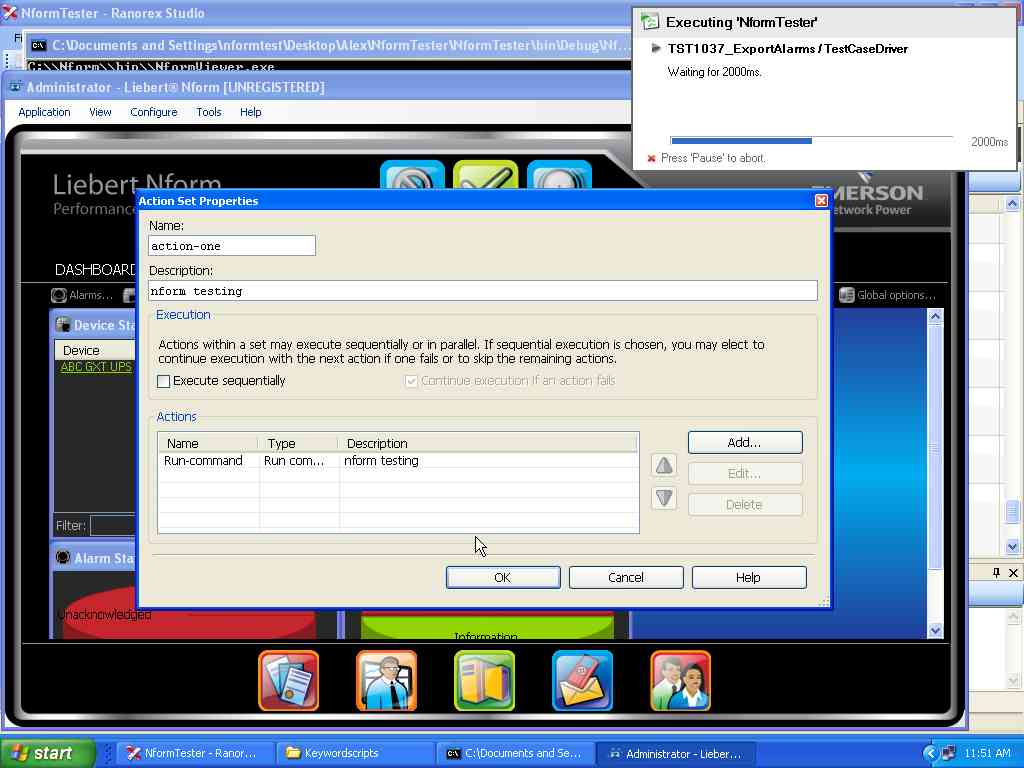 NformTester - Ranorex Studio
C:\Documents and Settings\nformtest\Desktop\Alex\NformTester\NformTester\bin\Debug\Nf...
C:\\Nform\\bin\\NformViewer.exe
Executing 'NformTester'
TST1037_ExportAlarms / TestCaseDriver
Waiting for 2000ms.
2000ms
Press 'Pause' to abort.
Administrator - Liebert® Nform [UNREGISTERED]
Application View Configure Tools Help
Liebert Nform
Performance
EMERSON
Network Power
DASHBOARD
Alarms...
Global options...
Action Set Properties
Name:
action-one
Description:
nform testing
Execution
Actions within a set may execute sequentially or in parallel. If sequential execution is chosen, you may elect to
continue execution with the next action if one fails or to skip the remaining actions.
Execute sequentially
Continue execution if an action fails
Actions
Name Type Description
Run-command Run com... nform testing
Add...
Edit...
Delete
OK Cancel Help
Device Sta
Device
ABC GXT UPS
Filter:
Alarm Sta
Unacknowledged
Information
start
NformTester - Ranor...
Keywordscripts
C:\Documents and Se...
Administrator - Lieber...
11:51 AM